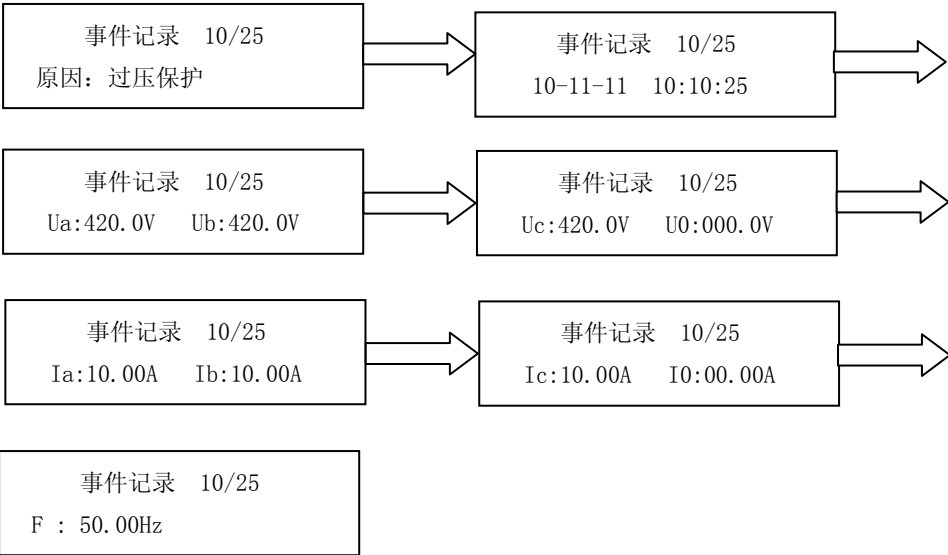 事件记录 10/25
原因：过压保护
事件记录 10/25
10-11-11 10:10:25
事件记录 10/25
Ua:420.0V Ub:420.0V
事件记录 10/25
Uc:420.0V U0:000.0V
事件记录 10/25
Ia:10.00A Ib:10.00A
事件记录 10/25
Ic:10.00A I0:00.00A
事件记录 10/25
F : 50.00Hz